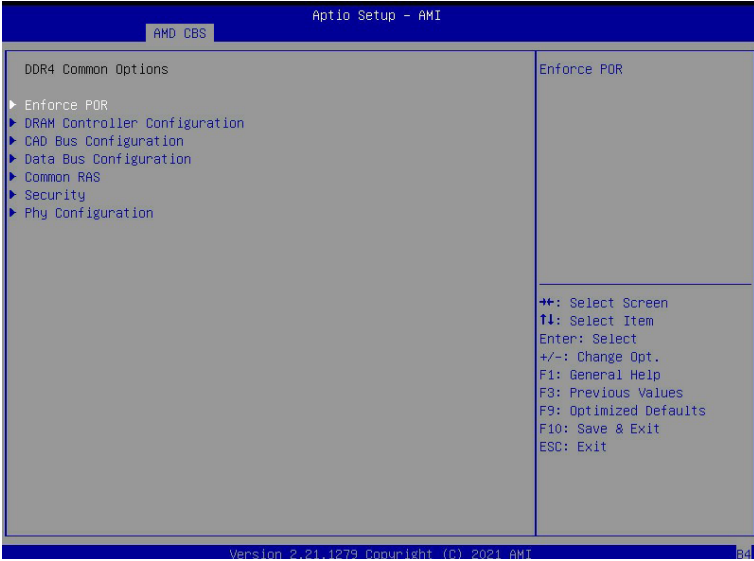 Aptio Setup – AMI
AMD CBS
DDR4 Common Options
Enforce POR
DRAM Controller Configuration
CAD Bus Configuration
Data Bus Configuration
Common RAS
Security
Phy Configuration
Enforce POR
→←: Select Screen
↑↓: Select Item
Enter: Select
+/-: Change Opt.
F1: General Help
F3: Previous Values
F9: Optimized Defaults
F10: Save & Exit
ESC: Exit
Version 2.21.1279 Copyright (C) 2021 AMI
B4